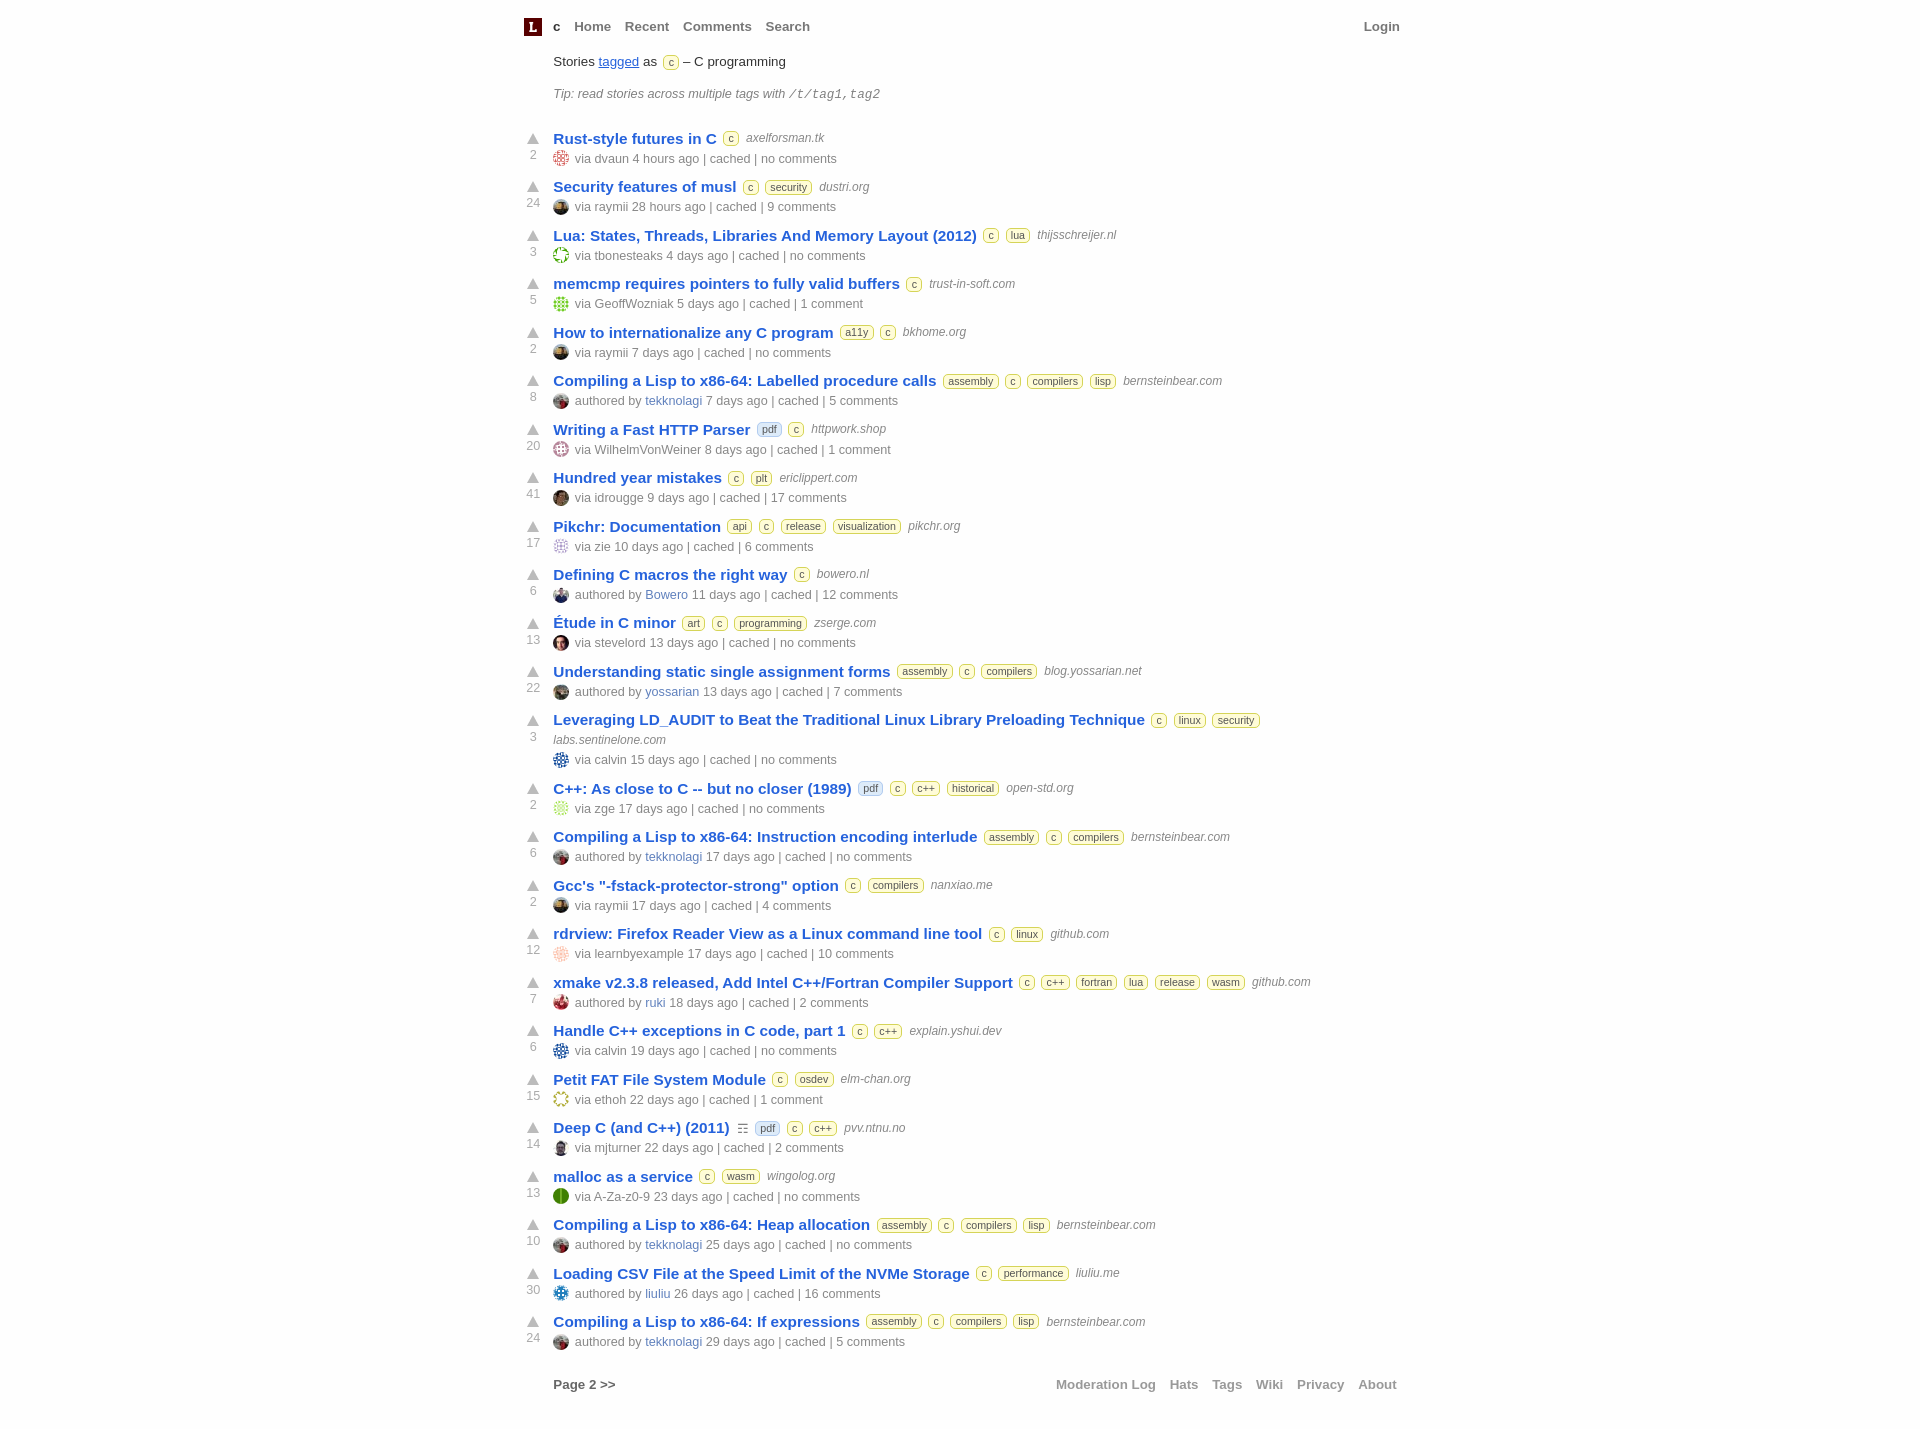 L c Home Recent Comments Search Login
Stories tagged as c – C programming
Tip: read stories across multiple tags with /t/tag1,tag2
Rust-style futures in C c axelforsman.tk
2 via dvaun 4 hours ago | cached | no comments
Security features of musl c security dustri.org
24 via raymii 28 hours ago | cached | 9 comments
Lua: States, Threads, Libraries And Memory Layout (2012) c lua thijsschreijer.nl
3 via tbonesteaks 4 days ago | cached | no comments
memcmp requires pointers to fully valid buffers c trust-in-soft.com
5 via GeoffWozniak 5 days ago | cached | 1 comment
How to internationalize any C program a11y c bkhome.org
2 via raymii 7 days ago | cached | no comments
Compiling a Lisp to x86-64: Labelled procedure calls assembly c compilers lisp bernsteinbear.com
8 authored by tekknolagi 7 days ago | cached | 5 comments
Writing a Fast HTTP Parser pdf c httpwork.shop
20 via WilhelmVonWeiner 8 days ago | cached | 1 comment
Hundred year mistakes c plt ericlippert.com
41 via idrougge 9 days ago | cached | 17 comments
Pikchr: Documentation api c release visualization pikchr.org
17 via zie 10 days ago | cached | 6 comments
Defining C macros the right way c bowero.nl
6 authored by Bowero 11 days ago | cached | 12 comments
Étude in C minor art c programming zserge.com
13 via stevelord 13 days ago | cached | no comments
Understanding static single assignment forms assembly c compilers blog.yossarian.net
22 authored by yossarian 13 days ago | cached | 7 comments
Leveraging LD_AUDIT to Beat the Traditional Linux Library Preloading Technique c linux security
3 labs.sentinelone.com
via calvin 15 days ago | cached | no comments
C++: As close to C -- but no closer (1989) pdf c c++ historical open-std.org
2 via zge 17 days ago | cached | no comments
Compiling a Lisp to x86-64: Instruction encoding interlude assembly c compilers bernsteinbear.com
6 authored by tekknolagi 17 days ago | cached | no comments
Gcc's "-fstack-protector-strong" option c compilers nanxiao.me
2 via raymii 17 days ago | cached | 4 comments
rdrview: Firefox Reader View as a Linux command line tool c linux github.com
12 via learnbyexample 17 days ago | cached | 10 comments
xmake v2.3.8 released, Add Intel C++/Fortran Compiler Support c c++ fortran lua release wasm github.com
7 authored by ruki 18 days ago | cached | 2 comments
Handle C++ exceptions in C code, part 1 c c++ explain.yshui.dev
6 via calvin 19 days ago | cached | no comments
Petit FAT File System Module c osdev elm-chan.org
15 via ethoh 22 days ago | cached | 1 comment
Deep C (and C++) (2011) ☶ pdf c c++ pvv.ntnu.no
14 via mjturner 22 days ago | cached | 2 comments
malloc as a service c wasm wingolog.org
13 via A-Za-z0-9 23 days ago | cached | no comments
Compiling a Lisp to x86-64: Heap allocation assembly c compilers lisp bernsteinbear.com
10 authored by tekknolagi 25 days ago | cached | no comments
Loading CSV File at the Speed Limit of the NVMe Storage c performance liuliu.me
30 authored by liuliu 26 days ago | cached | 16 comments
Compiling a Lisp to x86-64: If expressions assembly c compilers lisp bernsteinbear.com
24 authored by tekknolagi 29 days ago | cached | 5 comments
Page 2 >> Moderation Log Hats Tags Wiki Privacy About